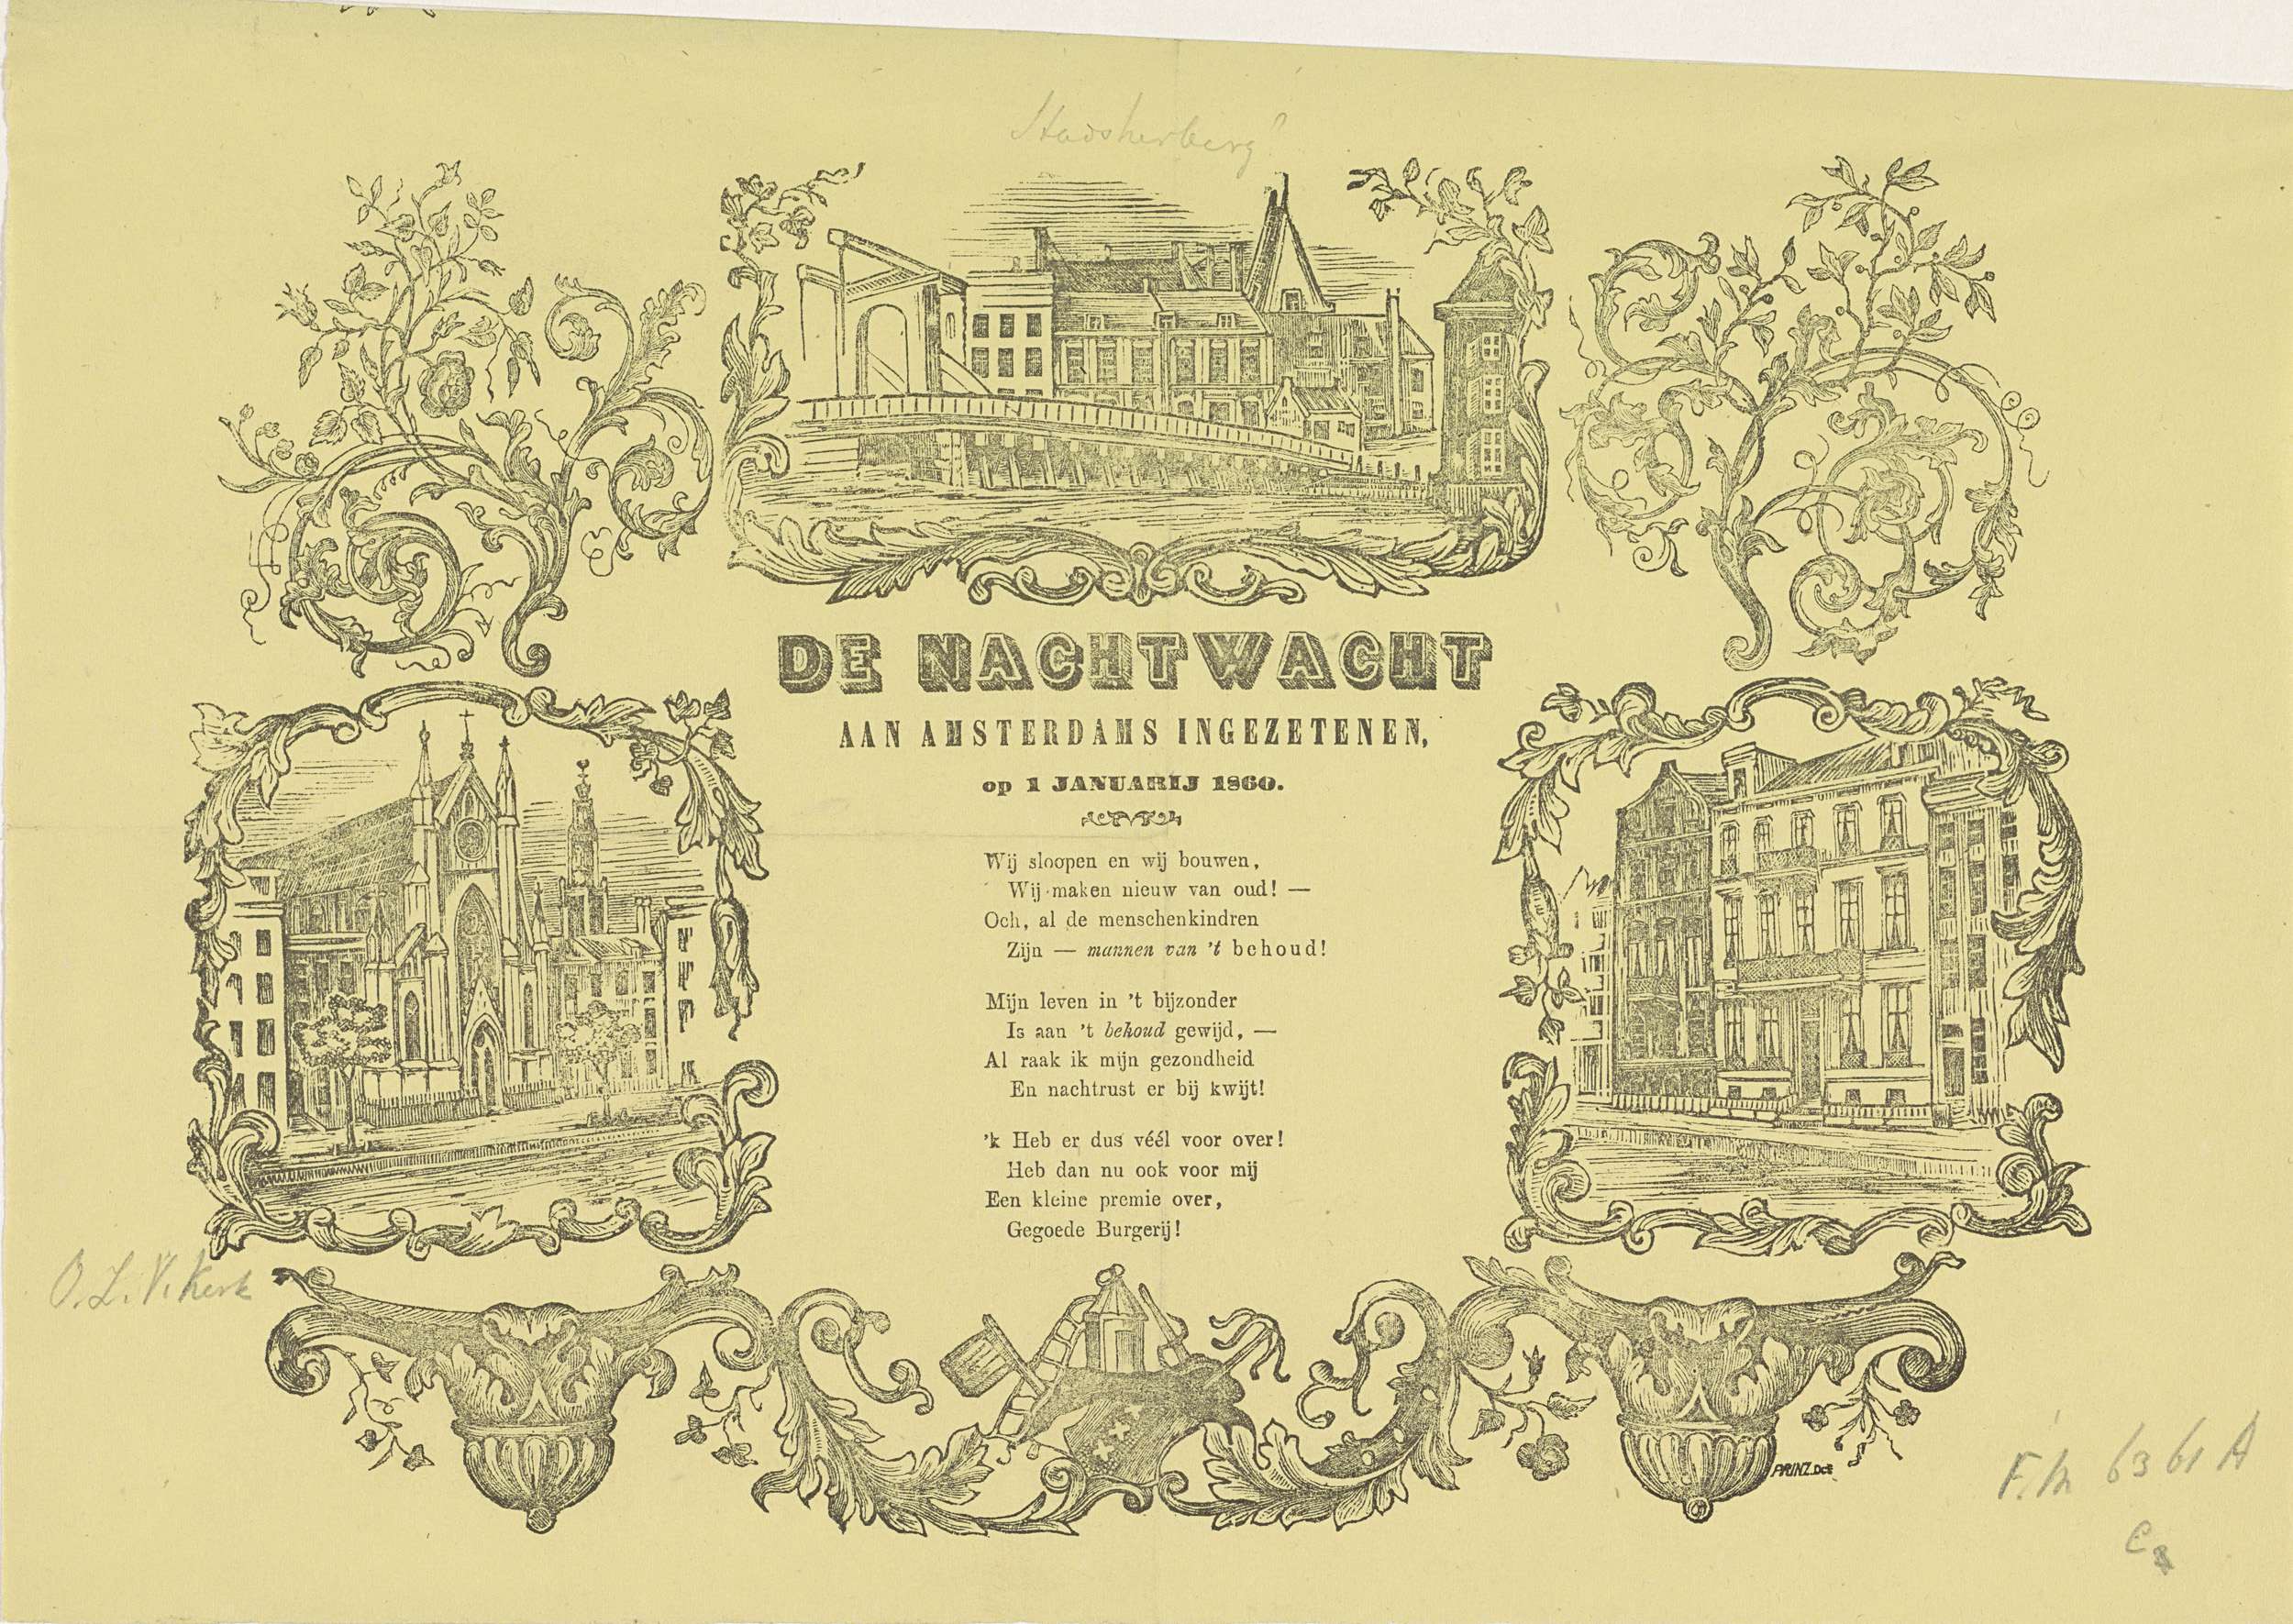 Stadsherberg?
DE NACHTWACHT
AAN AMSTERDAMS INGEZETENEN,
op 1 JANUARIJ 1860.
Wij sloopen en wij bouwen,
Wij maken nieuw van oud! —
Och, al de menschenkindren
Zijn — mannen van 't behoud!
Mijn leven in 't bijzonder
Is aan 't behoud gewijd, —
Al raak ik mijn gezondheid
En nachtrust er bij kwijt!
'k Heb er dus véél voor over!
Heb dan nu ook voor mij
Een kleine premie over,
Gegoede Burgerij!
O.L.V. Kerk
PRINZ. Dct
F.M 6361 A